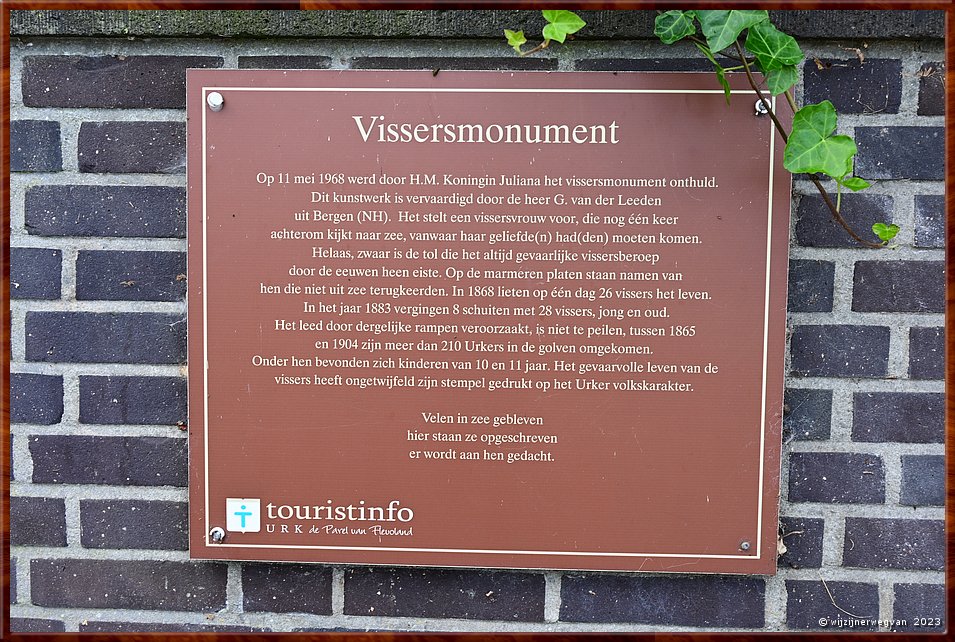 Vissersmonument
Op 11 mei 1968 werd door H.M. Koningin Juliana het vissersmonument onthuld.
Dit kunstwerk is vervaardigd door de heer G. van der Leeden
uit Bergen (NH). Het stelt een vissersvrouw voor, die nog één keer
achterom kijkt naar zee, vanwaar haar geliefde(n) had(den) moeten komen.
Helaas, zwaar is de tol die het altijd gevaarlijke vissersberoep
door de eeuwen heen eiste. Op de marmeren platen staan namen van
hen die niet uit zee terugkeerden. In 1868 lieten op één dag 26 vissers het leven.
In het jaar 1883 vergingen 8 schuiten met 28 vissers, jong en oud.
Het leed door dergelijke rampen veroorzaakt, is niet te peilen, tussen 1865
en 1904 zijn meer dan 210 Urkers in de golven omgekomen.
Onder hen bevonden zich kinderen van 10 en 11 jaar. Het gevaarvolle leven van de
vissers heeft ongetwijfeld zijn stempel gedrukt op het Urker volkskarakter.
Velen in zee gebleven
hier staan ze opgeschreven
er wordt aan hen gedacht.
touristinfo
URK de Parel van Flevoland
© wijzijnerwegvan 2023